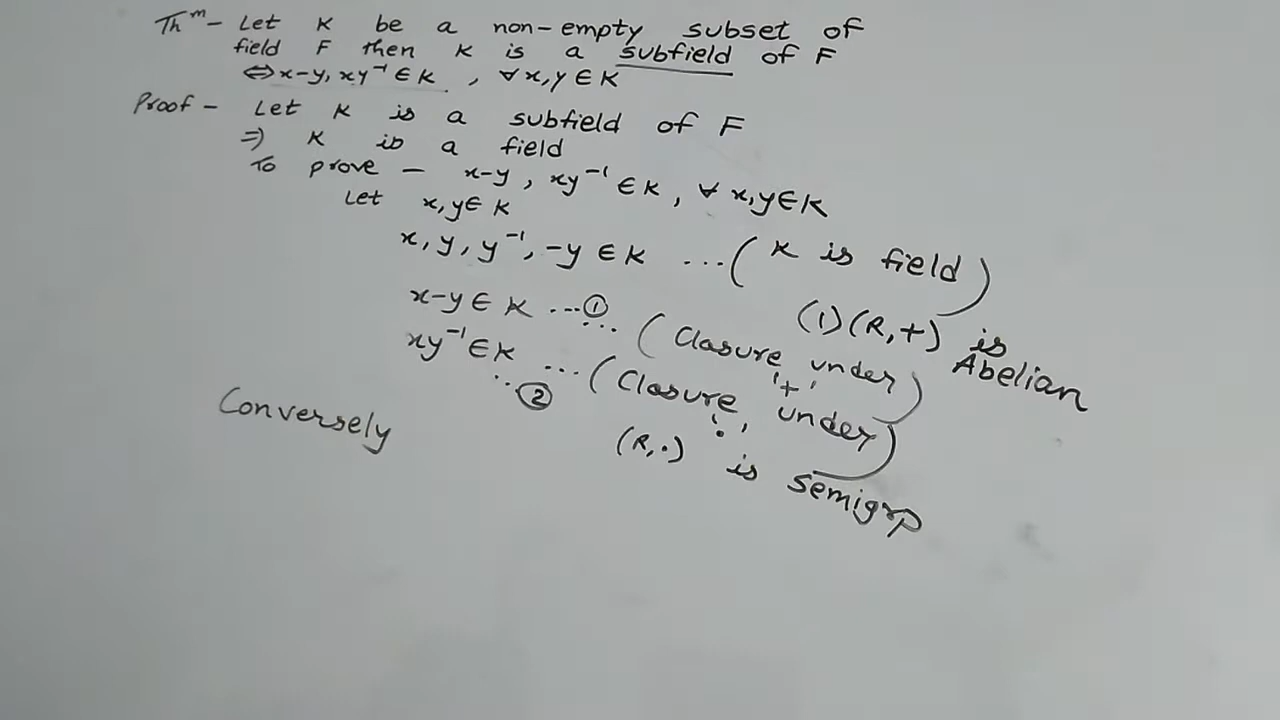 Thᵐ - Let K be a non-empty subset of
field F then K is a subfield of F
⇔ x-y, xy⁻¹ ∈ K , ∀ x,y ∈ K
Proof - Let K is a subfield of F
⇒ K is a field
To prove - x-y , xy⁻¹ ∈ K , ∀ x,y ∈ K
Let x,y ∈ K
x, y, y⁻¹, -y ∈ K ...( K is field )
x-y ∈ K ...① ... ( Closure under '+' )
(1) (R,+) is Abelian
xy⁻¹ ∈ K ... ( Closure under '.' )
..②
(R,.) is semigrp
Conversely